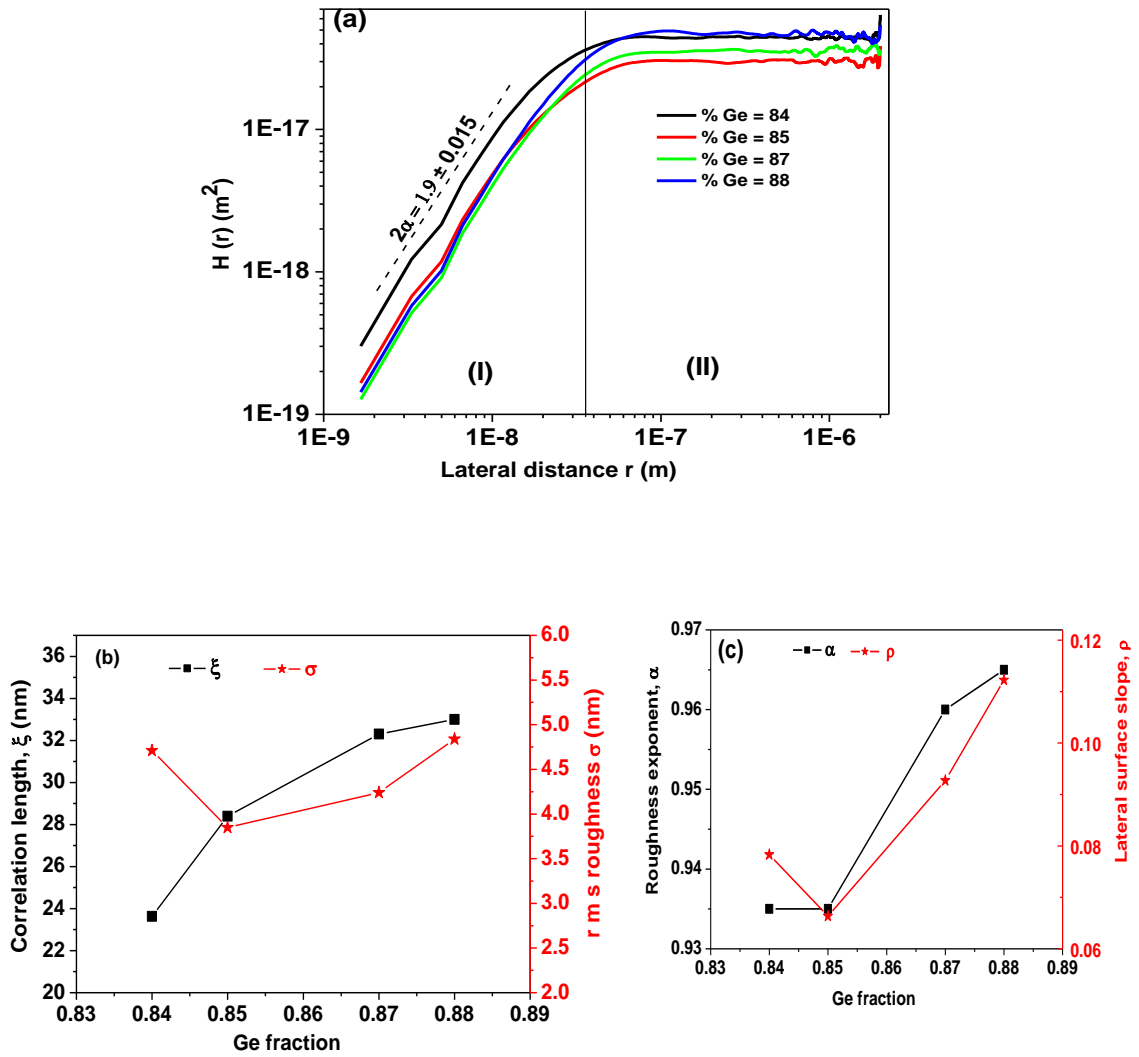 (a)
H (r) (m²)
1E-17
1E-18
1E-19
2α = 1.9 ± 0.015
% Ge = 84
% Ge = 85
% Ge = 87
% Ge = 88
(I)
(II)
1E-9
1E-8
1E-7
1E-6
Lateral distance r (m)
(b)
ξ
σ
Correlation length, ξ (nm)
36
34
32
30
28
26
24
22
20
r m s roughness σ (nm)
6.0
5.5
5.0
4.5
4.0
3.5
3.0
2.5
2.0
0.83
0.84
0.85
0.86
0.87
0.88
0.89
Ge fraction
(c)
α
ρ
Roughness exponent, α
0.97
0.96
0.95
0.94
0.93
Lateral surface slope, ρ
0.12
0.10
0.08
0.06
0.83
0.84
0.85
0.86
0.87
0.88
0.89
Ge fraction